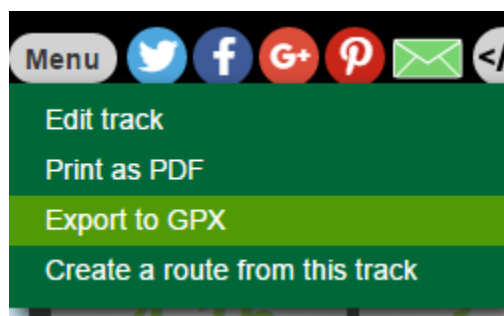 Menu
Edit track
Print as PDF
Export to GPX
Create a route from this track